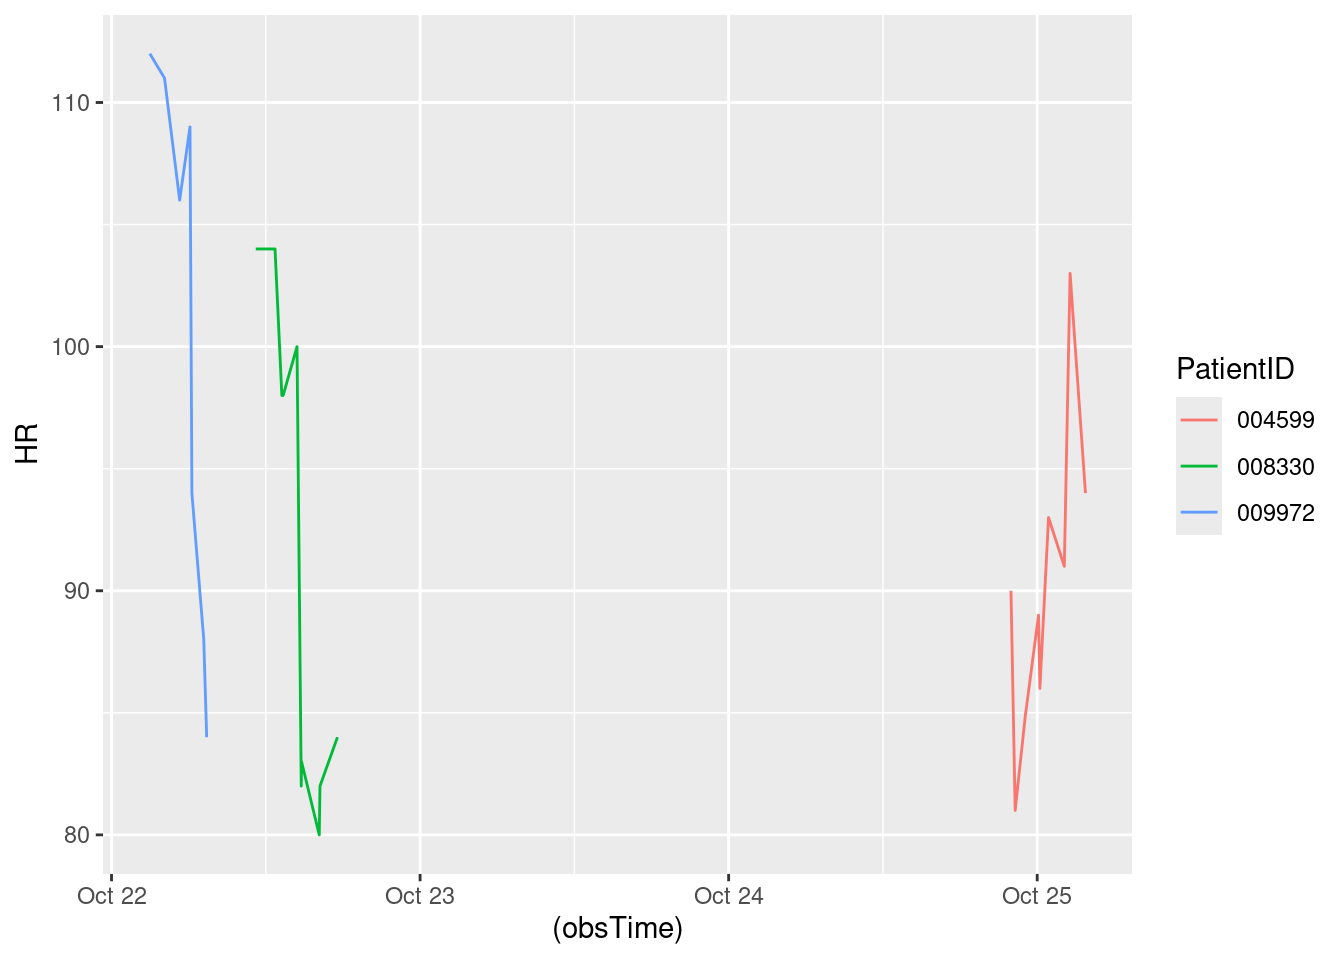 HR
110
100
90
80
Oct 22
Oct 23
Oct 24
Oct 25
(obsTime)
PatientID
004599
008330
009972